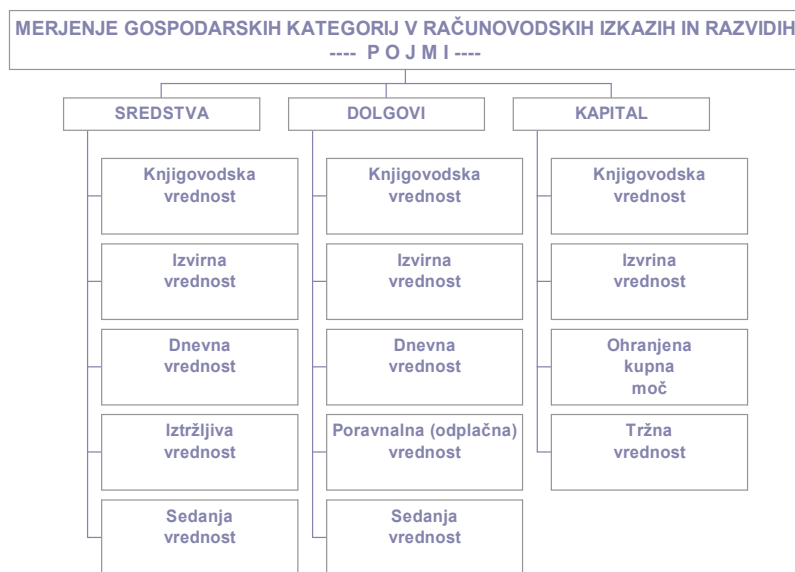 MERJENJE GOSPODARSKIH KATEGORIJ V RAČUNOVODSKIH IZKAZIH IN RAZVIDIH
---- P O J M I ----
SREDSTVA
Knjigovodska
vrednost
Izvirna
vrednost
Dnevna
vrednost
Iztržljiva
vrednost
Sedanja
vrednost
DOLGOVI
Knjigovodska
vrednost
Izvirna
vrednost
Dnevna
vrednost
Poravnalna (odplačna)
vrednost
Sedanja
vrednost
KAPITAL
Knjigovodska
vrednost
Izvrina
vrednost
Ohranjena
kupna
moč
Tržna
vrednost